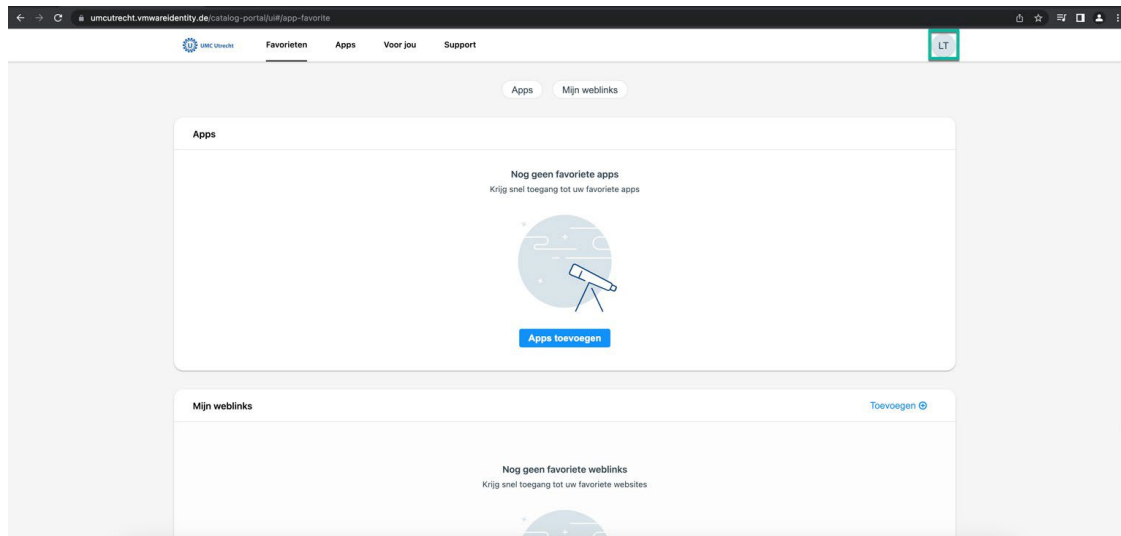 umcutrecht.vmwareidentity.de/catalog-portal/ui#/app-favorite
UMC Utrecht Favorieten Apps Voor jou Support LT
Apps Mijn weblinks
Apps
Nog geen favoriete apps
Krijg snel toegang tot uw favoriete apps
Apps toevoegen
Mijn weblinks Toevoegen
Nog geen favoriete weblinks
Krijg snel toegang tot uw favoriete websites